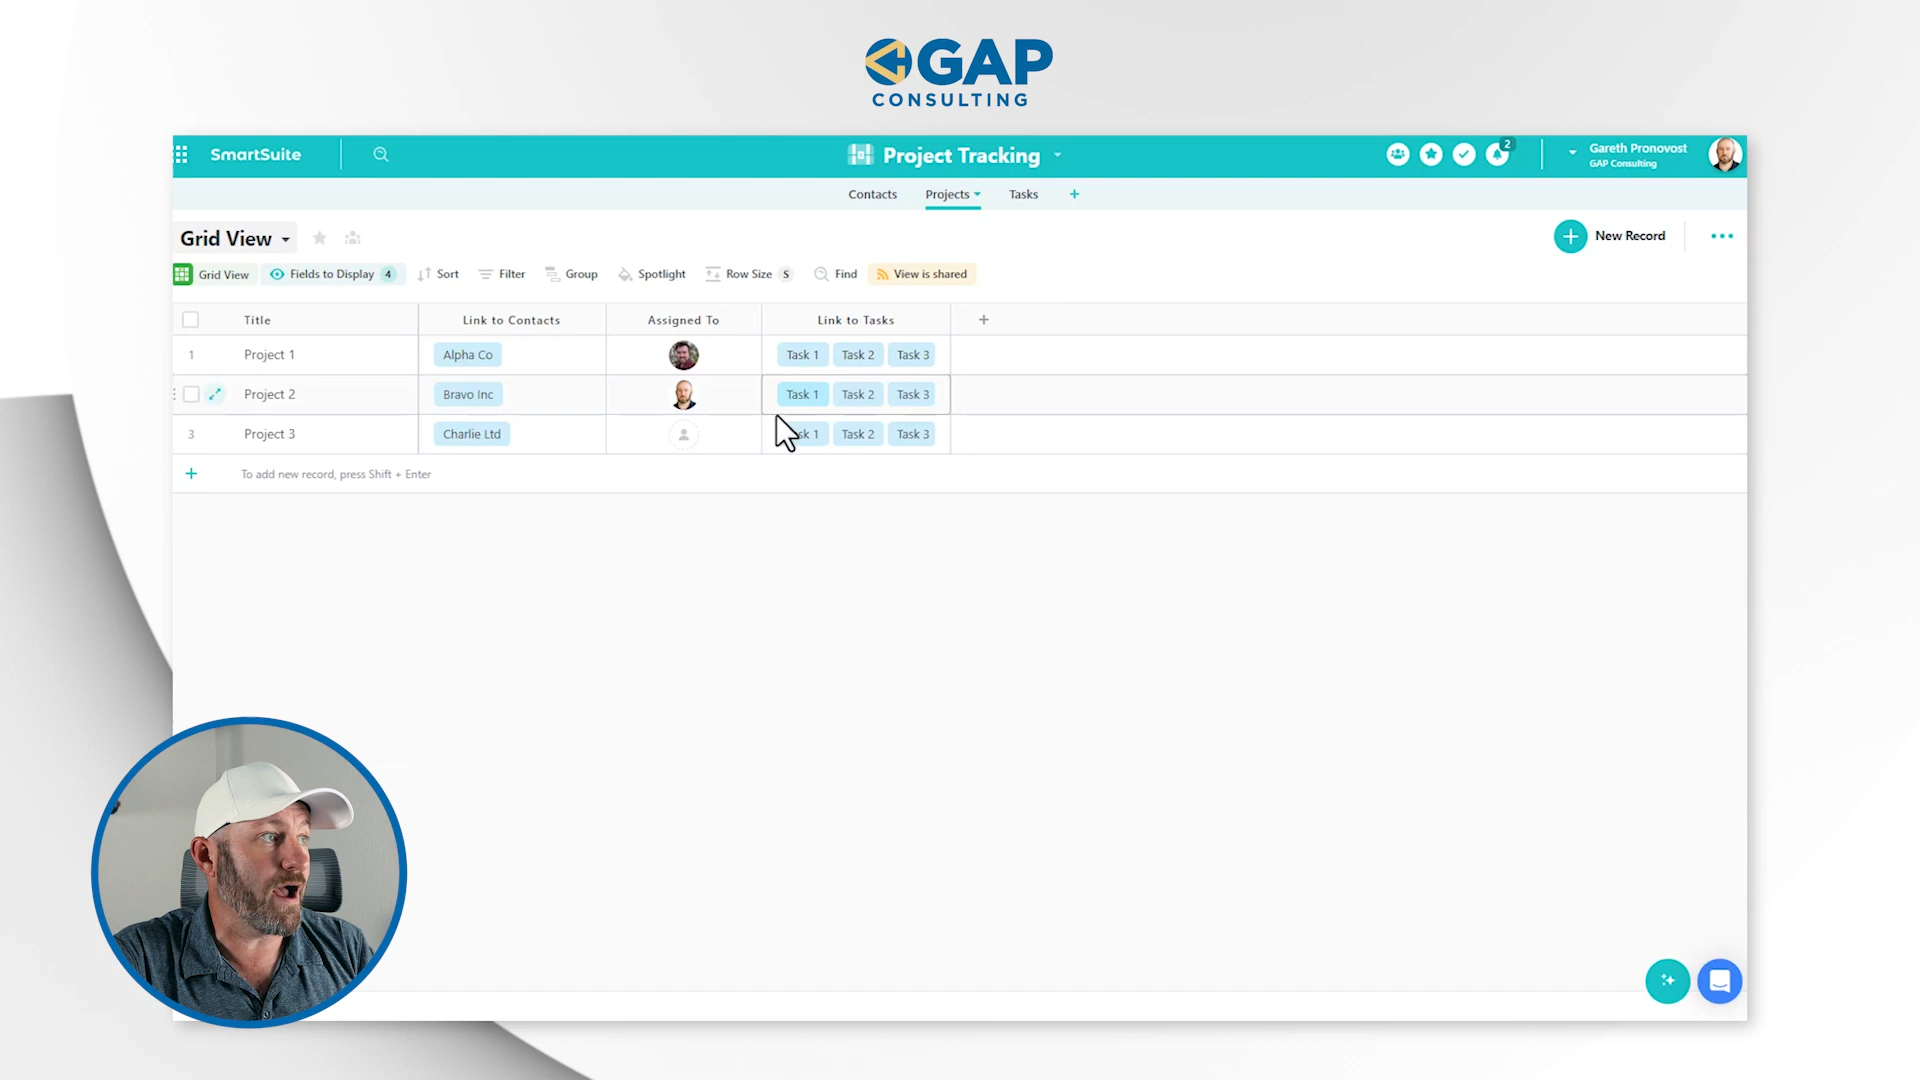 GAP
CONSULTING
SmartSuite
Project Tracking
2
Gareth Pronovost
GAP Consulting
Contacts Projects Tasks +
Grid View
New Record
Grid View Fields to Display 4 Sort Filter Group Spotlight Row Size S Find View is shared
Title Link to Contacts Assigned To Link to Tasks +
1 Project 1 Alpha Co Task 1 Task 2 Task 3
Project 2 Bravo Inc Task 1 Task 2 Task 3
3 Project 3 Charlie Ltd sk 1 Task 2 Task 3
+ To add new record, press Shift + Enter